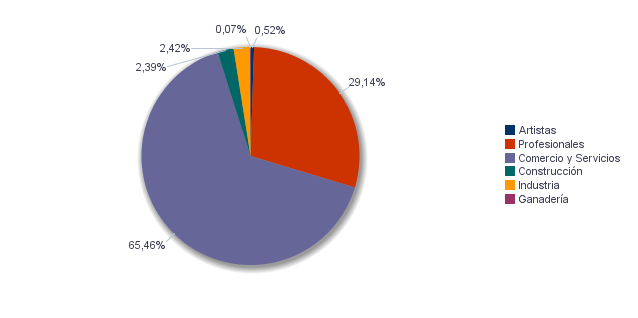 0,07%
0,52%
2,42%
2,39%
29,14%
65,46%
Artistas
Profesionales
Comercio y Servicios
Construcción
Industria
Ganadería